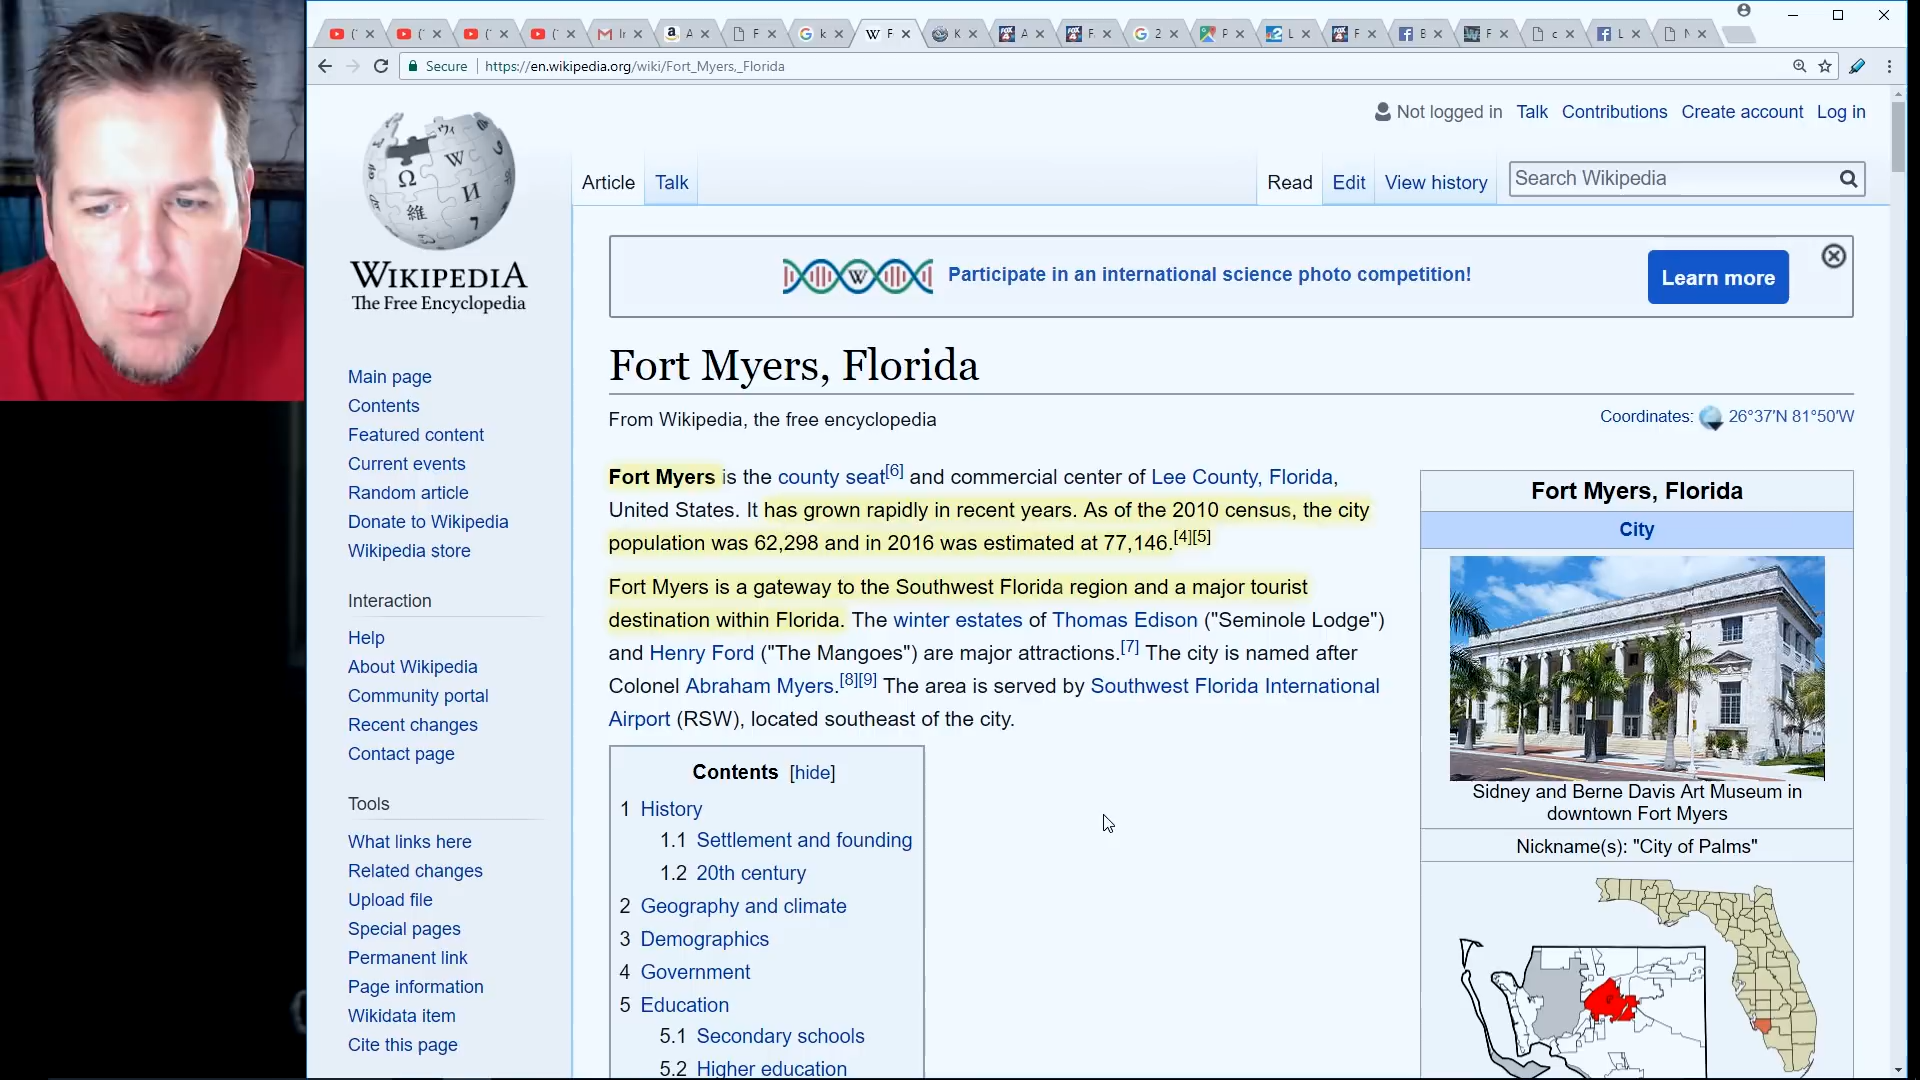 Secure https://en.wikipedia.org/wiki/Fort_Myers,_Florida
Not logged in Talk Contributions Create account Log in
Article Talk Read Edit View history Search Wikipedia
WIKIPEDIA
The Free Encyclopedia
Participate in an international science photo competition! Learn more
Fort Myers, Florida
From Wikipedia, the free encyclopedia
Coordinates: 26°37′N 81°50′W
Main page
Contents
Featured content
Current events
Random article
Donate to Wikipedia
Wikipedia store
Interaction
Help
About Wikipedia
Community portal
Recent changes
Contact page
Tools
What links here
Related changes
Upload file
Special pages
Permanent link
Page information
Wikidata item
Cite this page
Fort Myers is the county seat[6] and commercial center of Lee County, Florida,
United States. It has grown rapidly in recent years. As of the 2010 census, the city
population was 62,298 and in 2016 was estimated at 77,146.[4][5]
Fort Myers is a gateway to the Southwest Florida region and a major tourist
destination within Florida. The winter estates of Thomas Edison ("Seminole Lodge")
and Henry Ford ("The Mangoes") are major attractions.[7] The city is named after
Colonel Abraham Myers.[8][9] The area is served by Southwest Florida International
Airport (RSW), located southeast of the city.
Contents [hide]
1 History
1.1 Settlement and founding
1.2 20th century
2 Geography and climate
3 Demographics
4 Government
5 Education
5.1 Secondary schools
5.2 Higher education
Fort Myers, Florida
City
Sidney and Berne Davis Art Museum in
downtown Fort Myers
Nickname(s): "City of Palms"